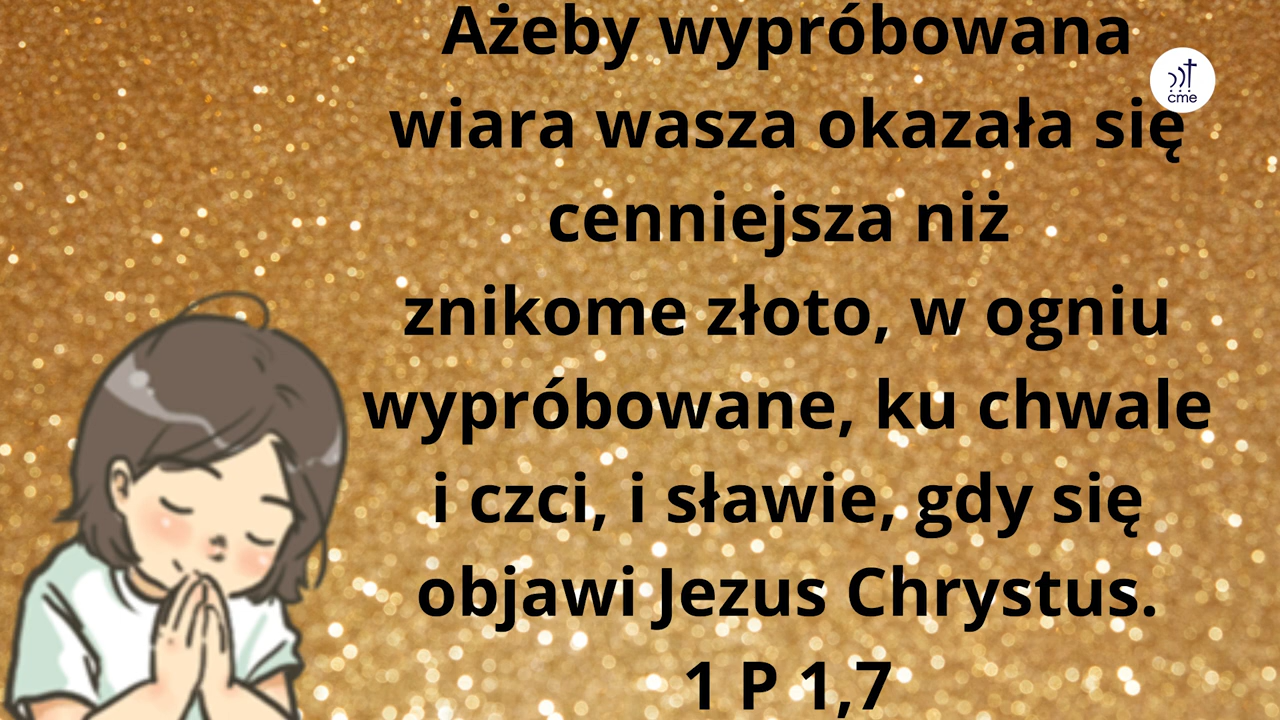 Ażeby wypróbowana
wiara wasza okazała się
cenniejsza niż
znikome złoto, w ogniu
wypróbowane, ku chwale
i czci, i sławie, gdy się
objawi Jezus Chrystus.
1 P 1,7
cme